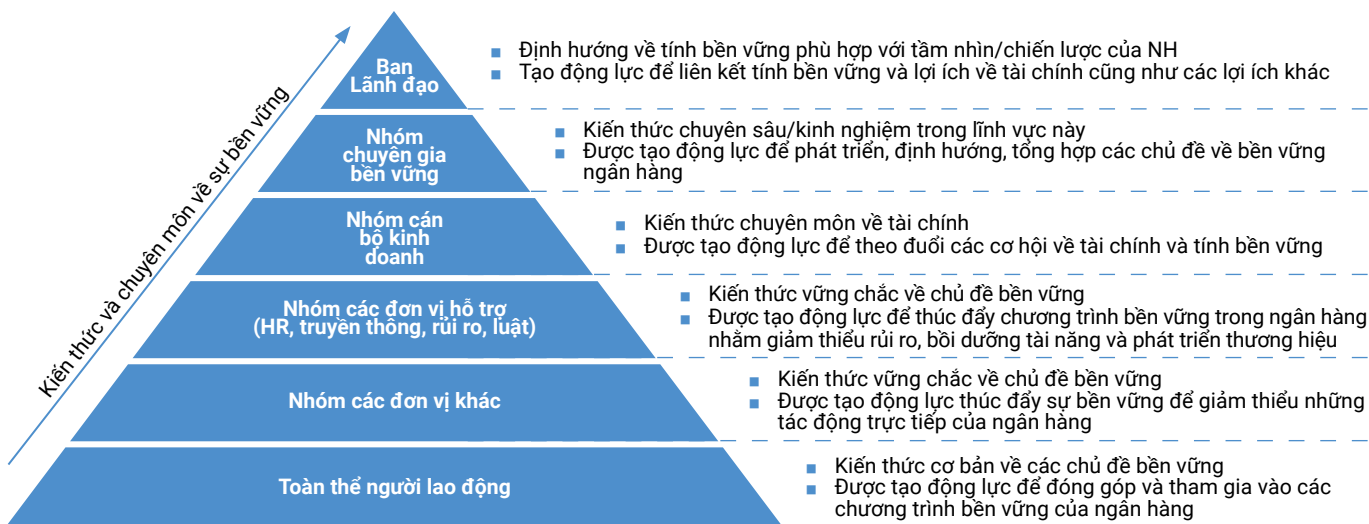 Kiến thức và chuyên môn về sự bền vững
Ban
Lãnh đạo
■ Định hướng về tính bền vững phù hợp với tầm nhìn/chiến lược của NH
■ Tạo động lực để liên kết tính bền vững và lợi ích về tài chính cũng như các lợi ích khác
Nhóm
chuyên gia
bền vững
■ Kiến thức chuyên sâu/kinh nghiệm trong lĩnh vực này
■ Được tạo động lực để phát triển, định hướng, tổng hợp các chủ đề về bền vững
ngân hàng
Nhóm cán
bộ kinh
doanh
■ Kiến thức chuyên môn về tài chính
■ Được tạo động lực để theo đuổi các cơ hội về tài chính và tính bền vững
Nhóm các đơn vị hỗ trợ
(HR, truyền thông, rủi ro, luật)
■ Kiến thức vững chắc về chủ đề bền vững
■ Được tạo động lực để thúc đẩy chương trình bền vững trong ngân hàng
nhằm giảm thiểu rủi ro, bồi dưỡng tài năng và phát triển thương hiệu
Nhóm các đơn vị khác
■ Kiến thức vững chắc về chủ đề bền vững
■ Được tạo động lực thúc đẩy sự bền vững để giảm thiểu những
tác động trực tiếp của ngân hàng
Toàn thể người lao động
■ Kiến thức cơ bản về các chủ đề bền vững
■ Được tạo động lực để đóng góp và tham gia vào các
chương trình bền vững của ngân hàng